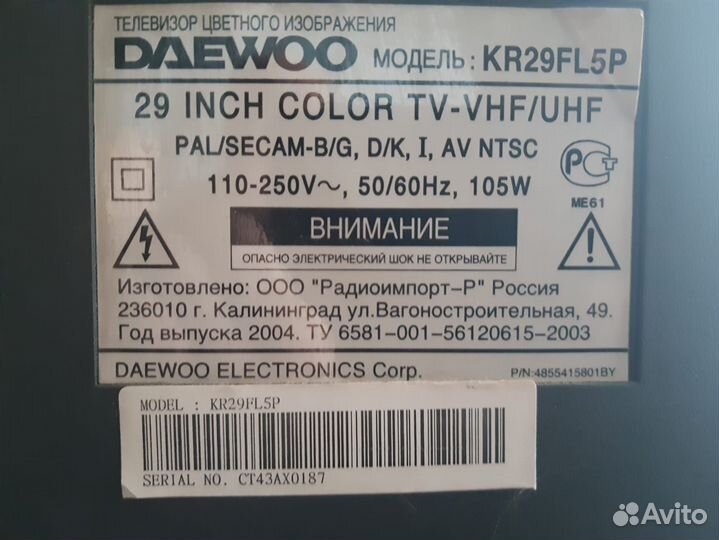 ТЕЛЕВИЗОР ЦВЕТНОГО ИЗОБРАЖЕНИЯ
DAEWOO МОДЕЛЬ : KR29FL5P
29 INCH COLOR TV-VHF/UHF
PAL/SECAM-B/G, D/K, I, AV NTSC
110-250V～, 50/60Hz, 105W
РСТ
ME61
ВНИМАНИЕ
ОПАСНО ЭЛЕКТРИЧЕСКИЙ ШОК НЕ ОТКРЫВАЙТЕ
Изготовлено: ООО "Радиоимпорт-Р" Россия
236010 г. Калининград ул.Вагоностроительная, 49.
Год выпуска 2004. ТУ 6581-001-56120615-2003
DAEWOO ELECTRONICS Corp. P/N:4855415801BY
MODEL : KR29FL5P
SERIAL NO. CT43AX0187
Avito